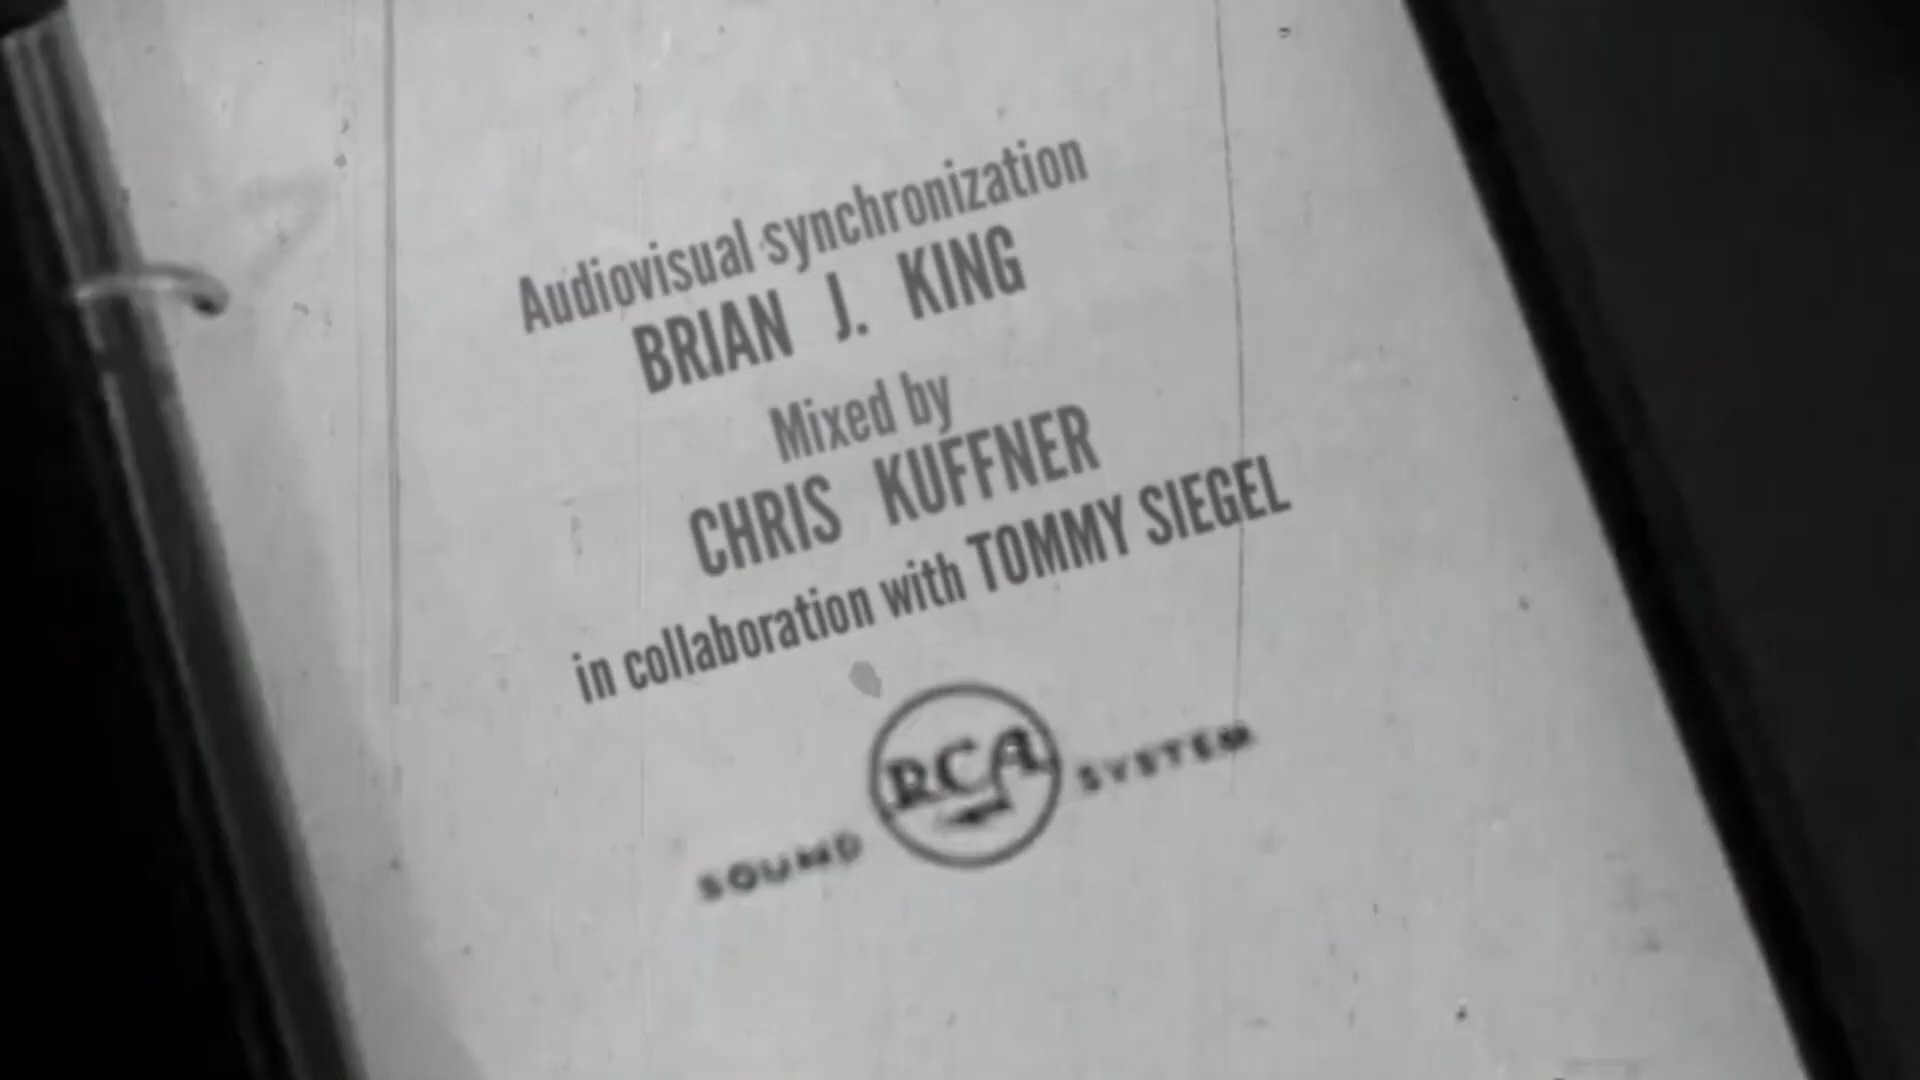 Audiovisual synchronization
BRIAN J. KING
Mixed by
CHRIS KUFFNER
in collaboration with TOMMY SIEGEL
SOUND RCA SYSTEM